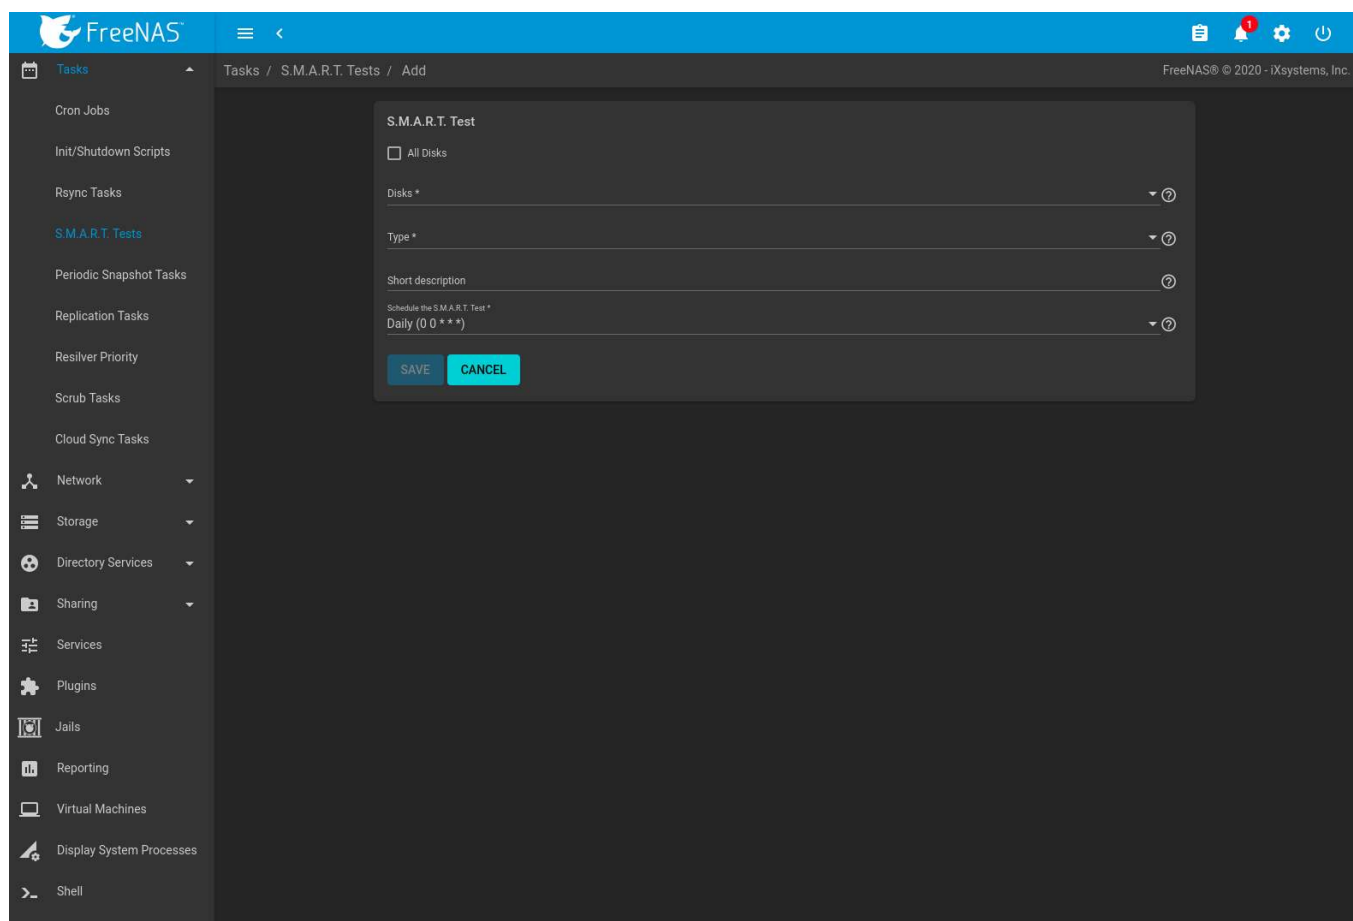 FreeNAS™
1
Tasks
Tasks / S.M.A.R.T. Tests / Add
FreeNAS® © 2020 - iXsystems, Inc.
Cron Jobs
Init/Shutdown Scripts
Rsync Tasks
S.M.A.R.T. Tests
Periodic Snapshot Tasks
Replication Tasks
Resilver Priority
Scrub Tasks
Cloud Sync Tasks
Network
Storage
Directory Services
Sharing
Services
Plugins
Jails
Reporting
Virtual Machines
Display System Processes
Shell
S.M.A.R.T. Test
All Disks
Disks *
Type *
Short description
Schedule the S.M.A.R.T. Test *
Daily (0 0 * * *)
SAVE CANCEL